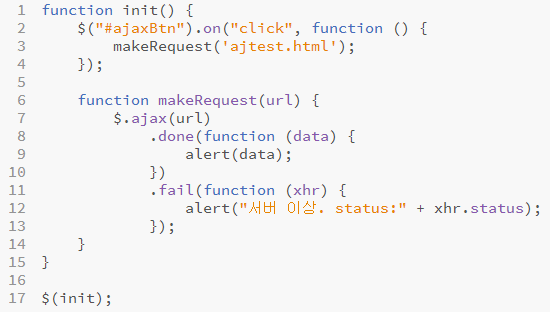 1 function init() {
2     $("#ajaxBtn").on("click", function () {
3         makeRequest('ajtest.html');
4     });
5
6     function makeRequest(url) {
7         $.ajax(url)
8             .done(function (data) {
9                 alert(data);
10             })
11             .fail(function (xhr) {
12                 alert("서버 이상. status:" + xhr.status);
13             });
14     }
15 }
16
17 $(init);